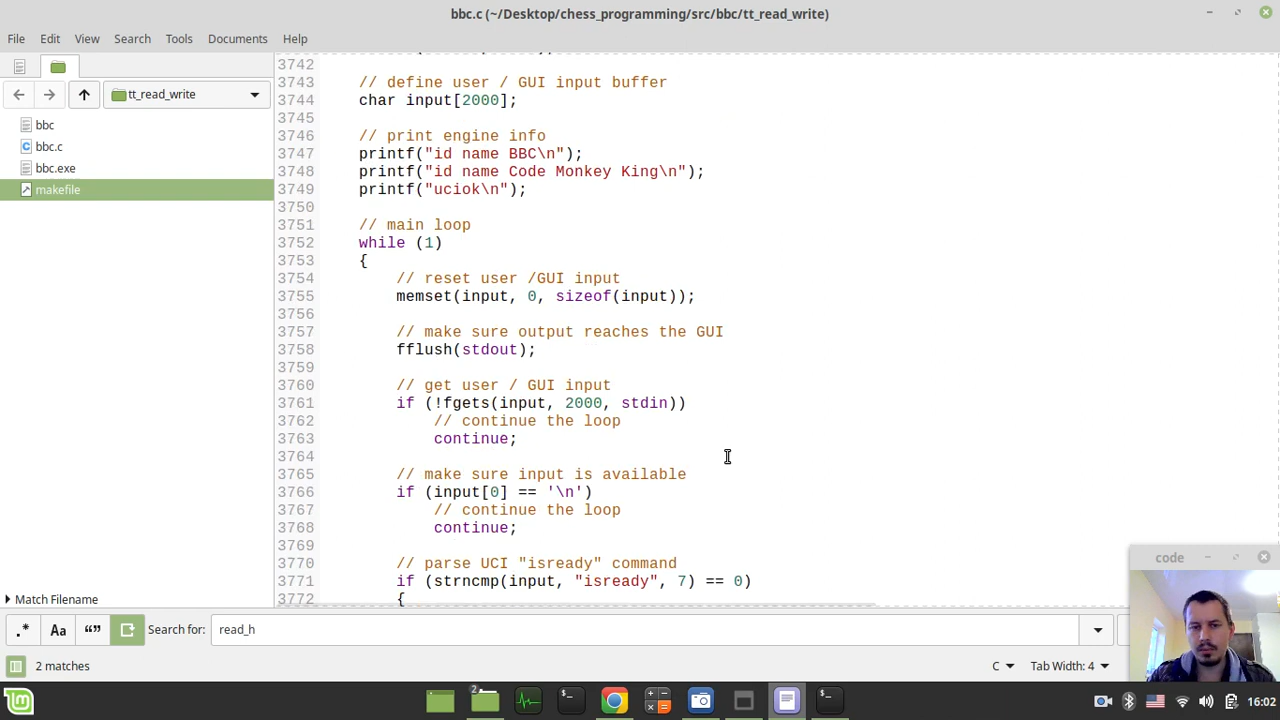 bbc.c (~/Desktop/chess_programming/src/bbc/tt_read_write)
File Edit View Search Tools Documents Help
tt_read_write
bbc
bbc.c
bbc.exe
makefile
Match Filename
3742
3743 // define user / GUI input buffer
3744 char input[2000];
3745
3746 // print engine info
3747 printf("id name BBC\n");
3748 printf("id name Code Monkey King\n");
3749 printf("uciok\n");
3750
3751 // main loop
3752 while (1)
3753 {
3754 // reset user /GUI input
3755 memset(input, 0, sizeof(input));
3756
3757 // make sure output reaches the GUI
3758 fflush(stdout);
3759
3760 // get user / GUI input
3761 if (!fgets(input, 2000, stdin))
3762 // continue the loop
3763 continue;
3764
3765 // make sure input is available
3766 if (input[0] == '\n')
3767 // continue the loop
3768 continue;
3769
3770 // parse UCI "isready" command
3771 if (strncmp(input, "isready", 7) == 0)
3772 {
code
.* Aa “” Search for: read_h
2 matches C Tab Width: 4
2
16:02